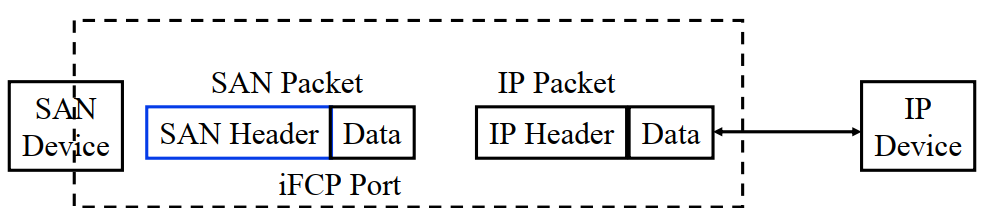 SAN Packet
IP Packet
SAN
Device
SAN Header
Data
IP Header
Data
IP
Device
iFCP Port